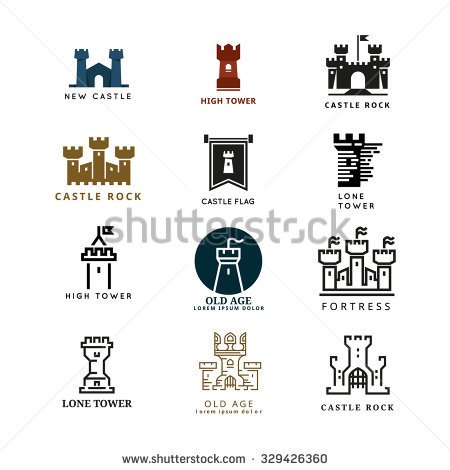 NEW CASTLE
HIGH TOWER
CASTLE ROCK
CASTLE ROCK
CASTLE FLAG
LONE
TOWER
shutterstock
HIGH TOWER
OLD AGE
LOREM IPSUM DOLOR
FORTRESS
LONE TOWER
OLD AGE
lorem ipsum dolor
CASTLE ROCK
www.shutterstock.com · 329426360